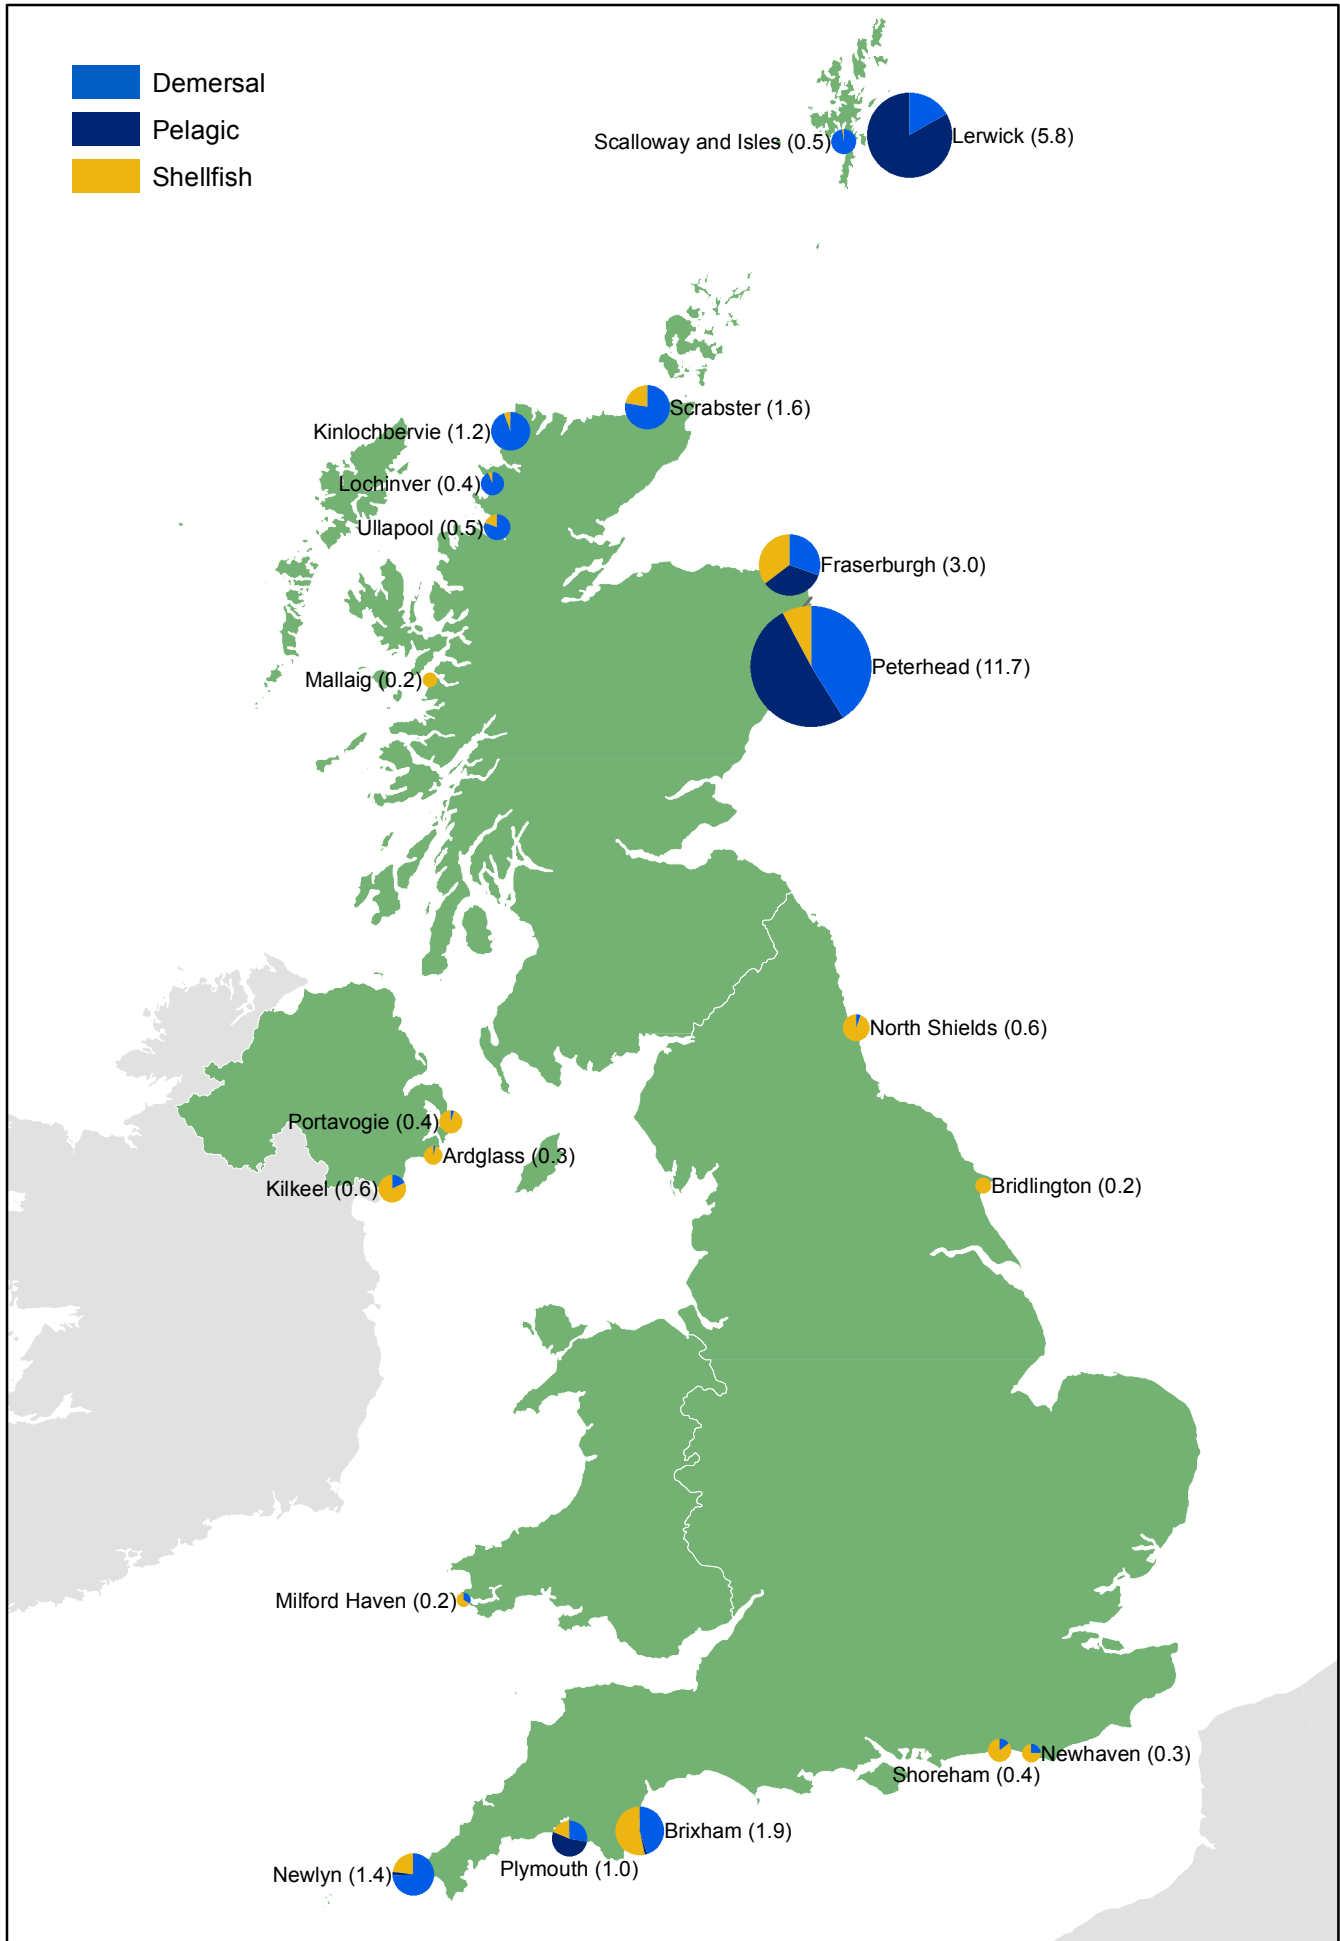 Demersal
Pelagic
Shellfish
Scalloway and Isles (0.5)
Lerwick (5.8)
Scrabster (1.6)
Kinlochbervie (1.2)
Lochinver (0.4)
Ullapool (0.5)
Fraserburgh (3.0)
Peterhead (11.7)
Mallaig (0.2)
North Shields (0.6)
Portavogie (0.4)
Ardglass (0.3)
Kilkeel (0.6)
Bridlington (0.2)
Milford Haven (0.2)
Newhaven (0.3)
Shoreham (0.4)
Brixham (1.9)
Plymouth (1.0)
Newlyn (1.4)